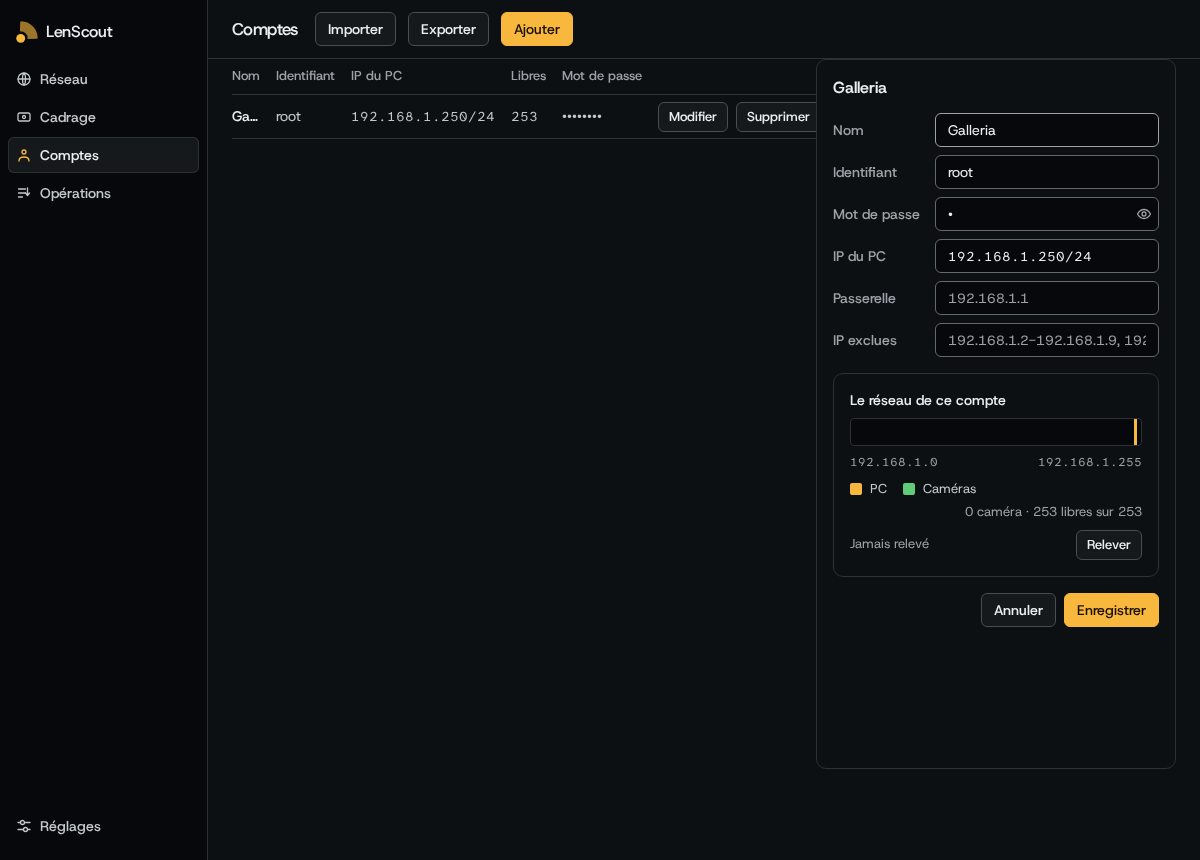 LenScout
Réseau
Cadrage
Comptes
Opérations
Réglages
Comptes
Importer
Exporter
Ajouter
Nom Identifiant IP du PC Libres Mot de passe
Ga… root 192.168.1.250/24 253 •••••••• Modifier Supprimer
Galleria
Nom Galleria
Identifiant root
Mot de passe •
IP du PC 192.168.1.250/24
Passerelle 192.168.1.1
IP exclues 192.168.1.2-192.168.1.9, 192
Le réseau de ce compte
192.168.1.0 192.168.1.255
PC Caméras
0 caméra · 253 libres sur 253
Jamais relevé Relever
Annuler Enregistrer